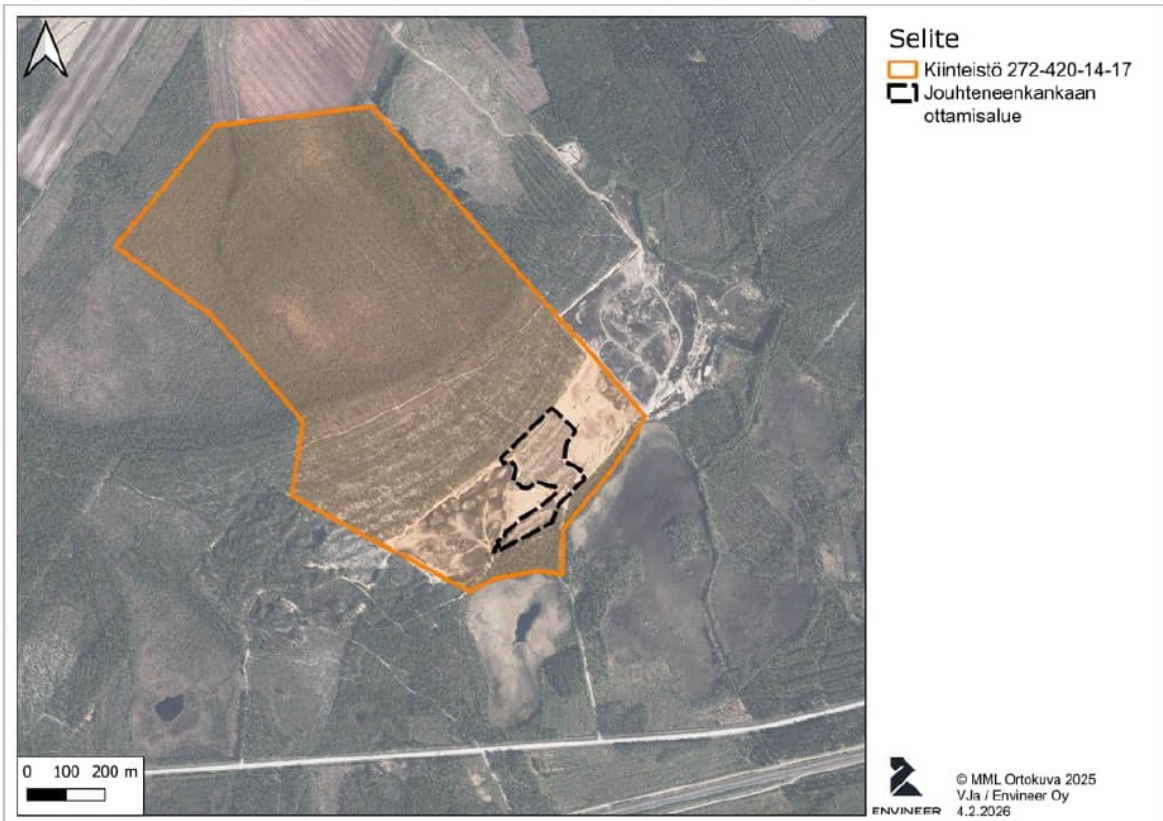 Selite
Kiinteistö 272-420-14-17
Jouhteneenkankaan
ottamisalue
0 100 200 m
ENVINEER
© MML Ortokuva 2025
VJa / Envineer Oy
4.2.2026